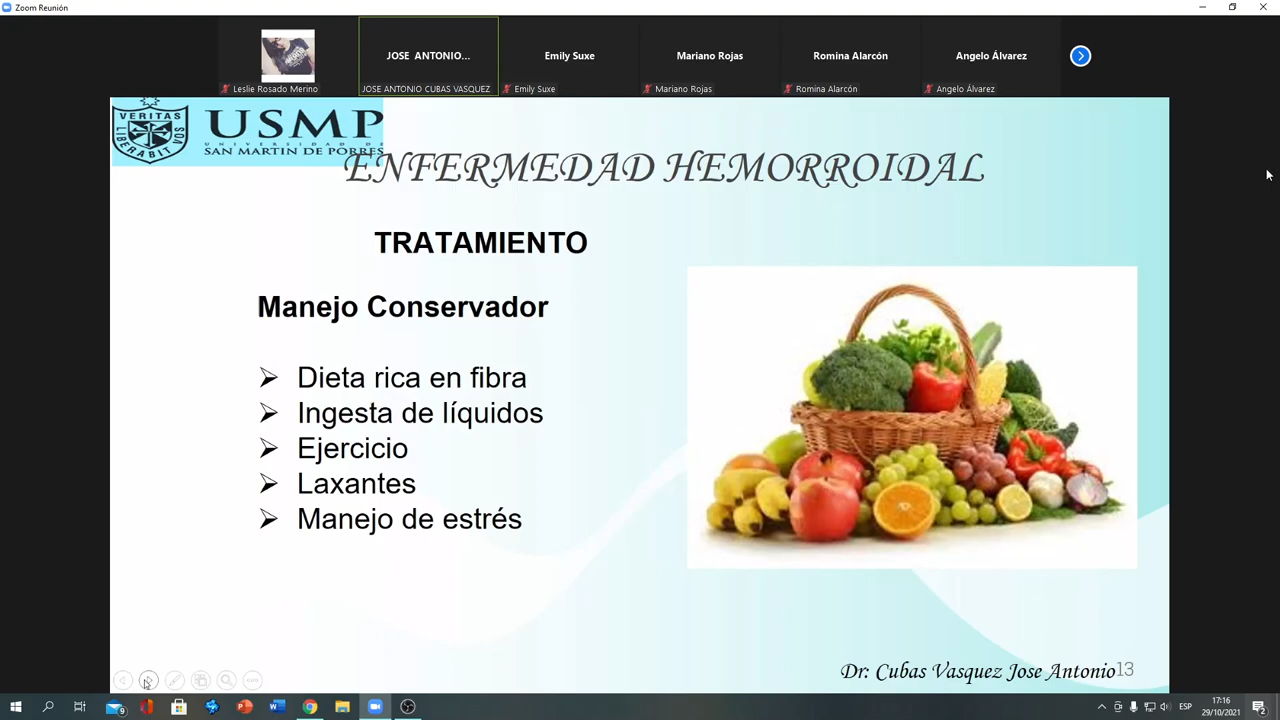 Zoom Reunión
JOSE ANTONIO...
Emily Suxe
Mariano Rojas
Romina Alarcón
Angelo Álvarez
Leslie Rosado Merino
JOSE ANTONIO CUBAS VASQUEZ
Emily Suxe
Mariano Rojas
Romina Alarcón
Angelo Álvarez
VERITAS
LIBERABIT VOS
USMP
UNIVERSIDAD DE
SAN MARTIN DE PORRES
ENFERMEDAD HEMORROIDAL
TRATAMIENTO
Manejo Conservador
➢ Dieta rica en fibra
➢ Ingesta de líquidos
➢ Ejercicio
➢ Laxantes
➢ Manejo de estrés
Dr: Cubas Vasquez Jose Antonio 13
ESP
17:16
29/10/2021